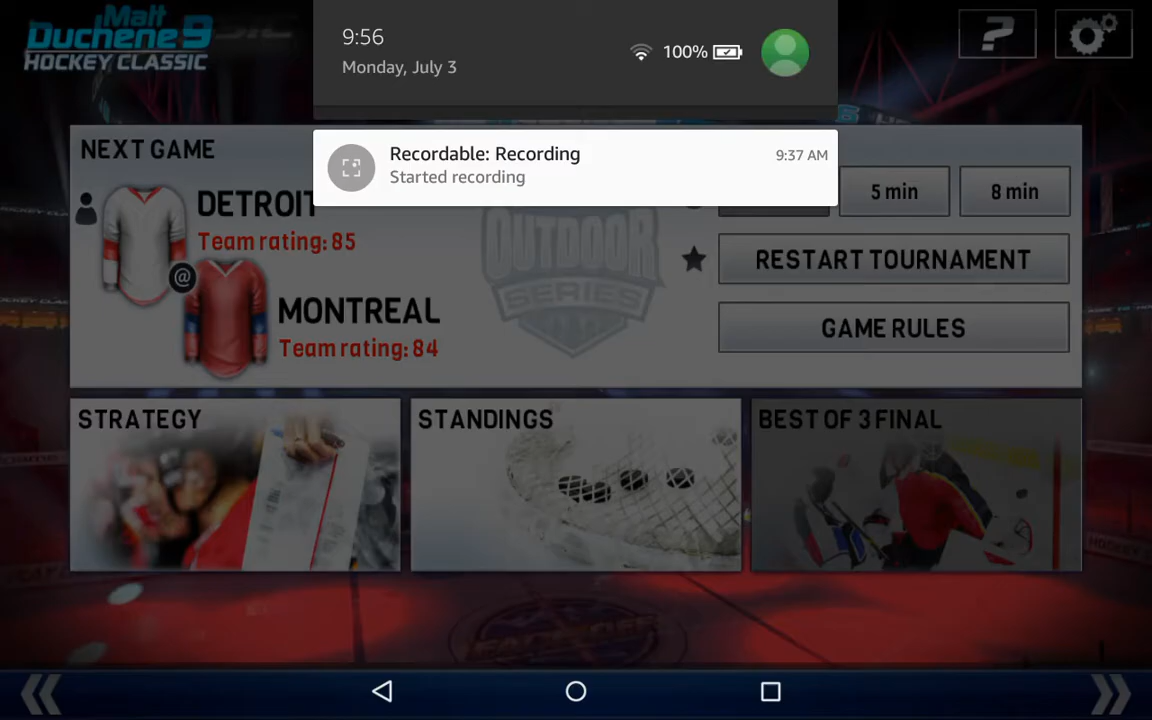 Matt
Duchene 9
HOCKEY CLASSIC
9:56
Monday, July 3
100%
?
Recordable: Recording
Started recording
9:37 AM
NEXT GAME
DETROIT
Team rating: 85
@
MONTREAL
Team rating: 84
OUTDOOR
SERIES
5 min
8 min
RESTART TOURNAMENT
GAME RULES
STRATEGY
STANDINGS
BEST OF 3 FINAL